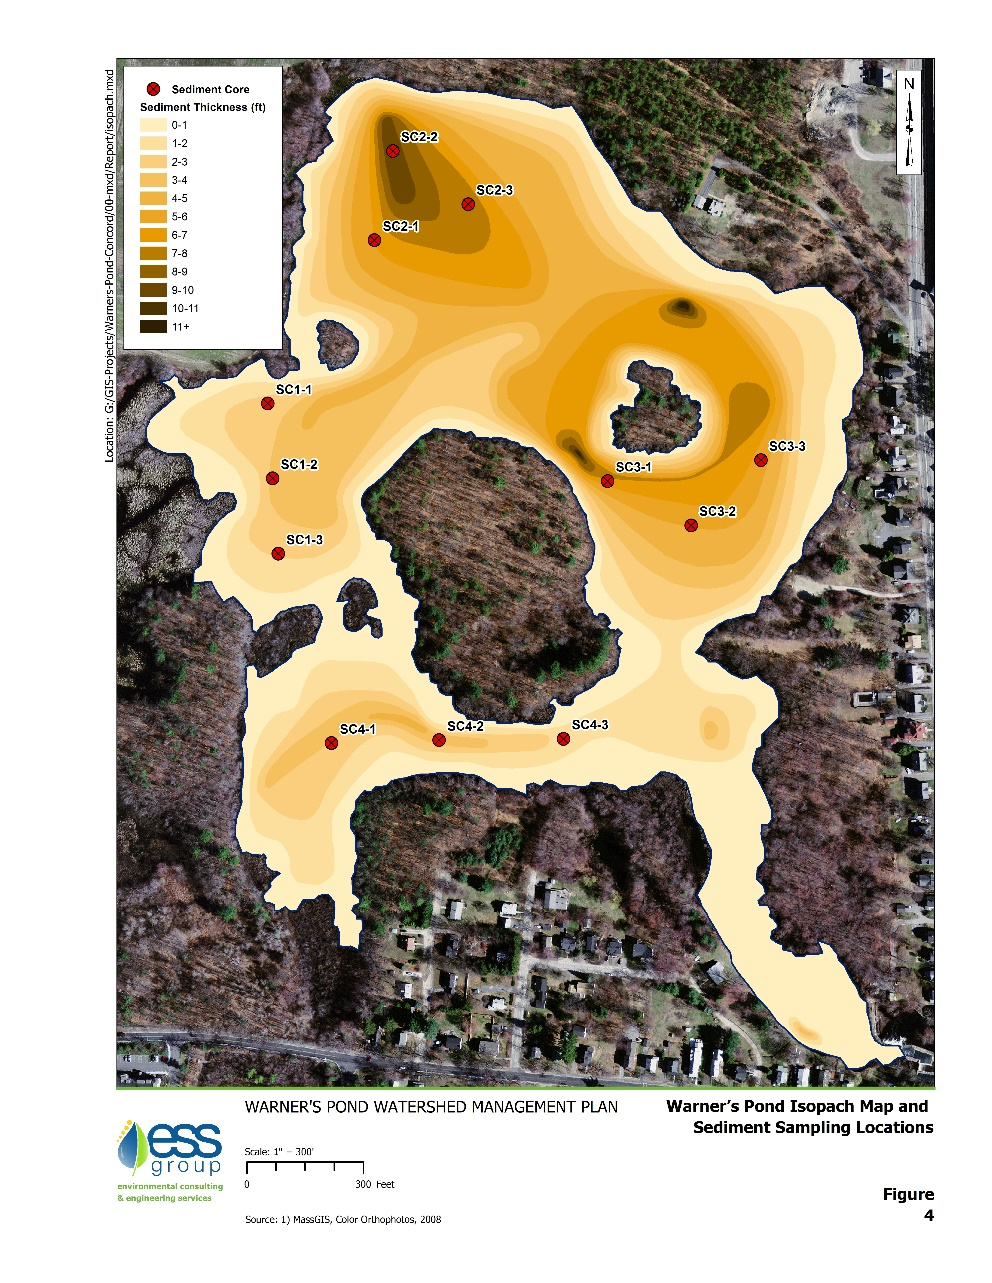 Location: G:/GIS-Projects/Warners-Pond-Concord/00-mxd/Report/isopach.mxd
Sediment Core
Sediment Thickness (ft)
0-1
1-2
2-3
3-4
4-5
5-6
6-7
7-8
8-9
9-10
10-11
11+
N
SC2-2
SC2-3
SC2-1
SC1-1
SC1-2
SC1-3
SC3-1
SC3-3
SC3-2
SC4-1
SC4-2
SC4-3
WARNER'S POND WATERSHED MANAGEMENT PLAN
Warner's Pond Isopach Map and
Sediment Sampling Locations
ess
group
environmental consulting
& engineering services
Scale: 1" = 300'
0 300 Feet
Source: 1) MassGIS, Color Orthophotos, 2008
Figure
4